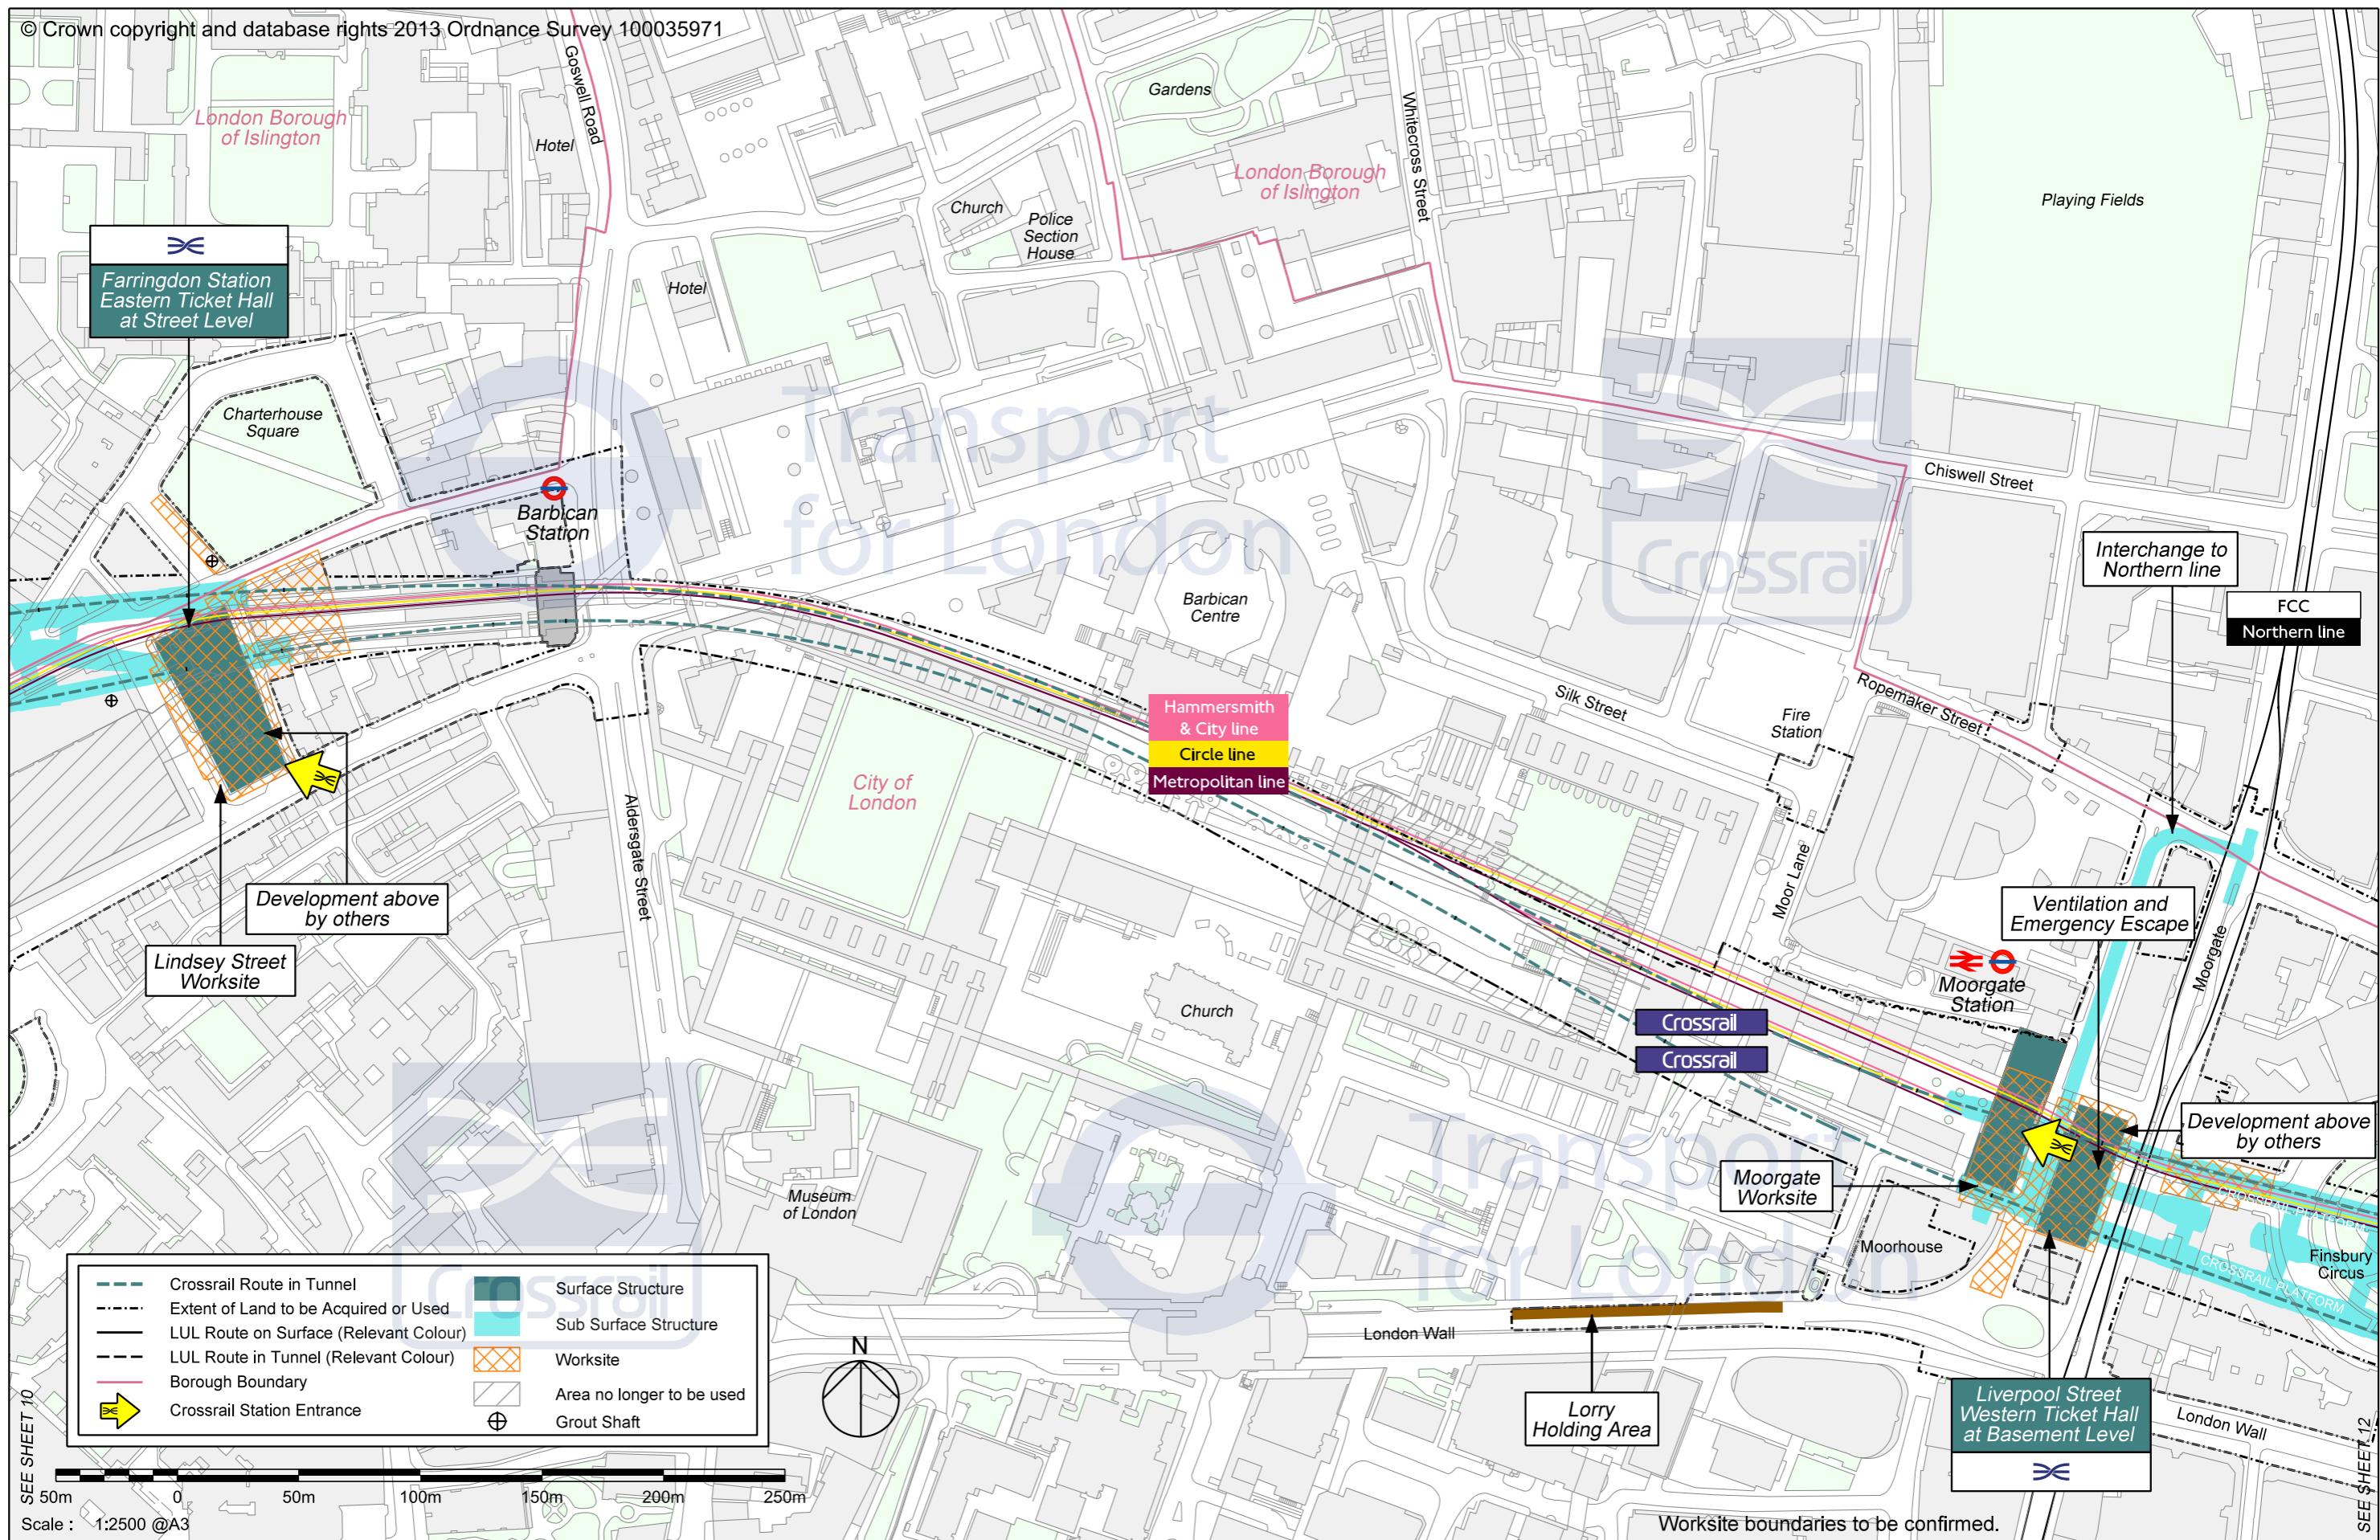 © Crown copyright and database rights 2013 Ordnance Survey 100035971
Goswell Road
London Borough
of Islington
Hotel
Gardens
Whitecross Street
London Borough
of Islington
Playing Fields
Church
Police
Section
House
Hotel
Farringdon Station
Eastern Ticket Hall
at Street Level
Charterhouse
Square
Transport
for London
Crossrail
Chiswell Street
Barbican
Station
Interchange to
Northern line
FCC
Northern line
Barbican
Centre
Silk Street
Ropemaker Street
Fire
Station
Hammersmith
& City line
Circle line
Metropolitan line
City of
London
Aldersgate Street
Moor Lane
Development above
by others
Lindsey Street
Worksite
Ventilation and
Emergency Escape
Moorgate
Moorgate
Station
Church
Crossrail
Crossrail
Development above
by others
Moorgate
Worksite
Museum
of London
Transport
for London
Crossrail
Moorhouse
CROSSRAIL PLATFORM
CROSSRAIL PLATFORM
Finsbury
Circus
Crossrail Route in Tunnel
Extent of Land to be Acquired or Used
LUL Route on Surface (Relevant Colour)
LUL Route in Tunnel (Relevant Colour)
Borough Boundary
Crossrail Station Entrance
Surface Structure
Sub Surface Structure
Worksite
Area no longer to be used
Grout Shaft
N
London Wall
Lorry
Holding Area
Liverpool Street
Western Ticket Hall
at Basement Level
London Wall
SEE SHEET 10
SEE SHEET 12
50m 0 50m 100m 150m 200m 250m
Scale : 1:2500 @A3
Worksite boundaries to be confirmed.